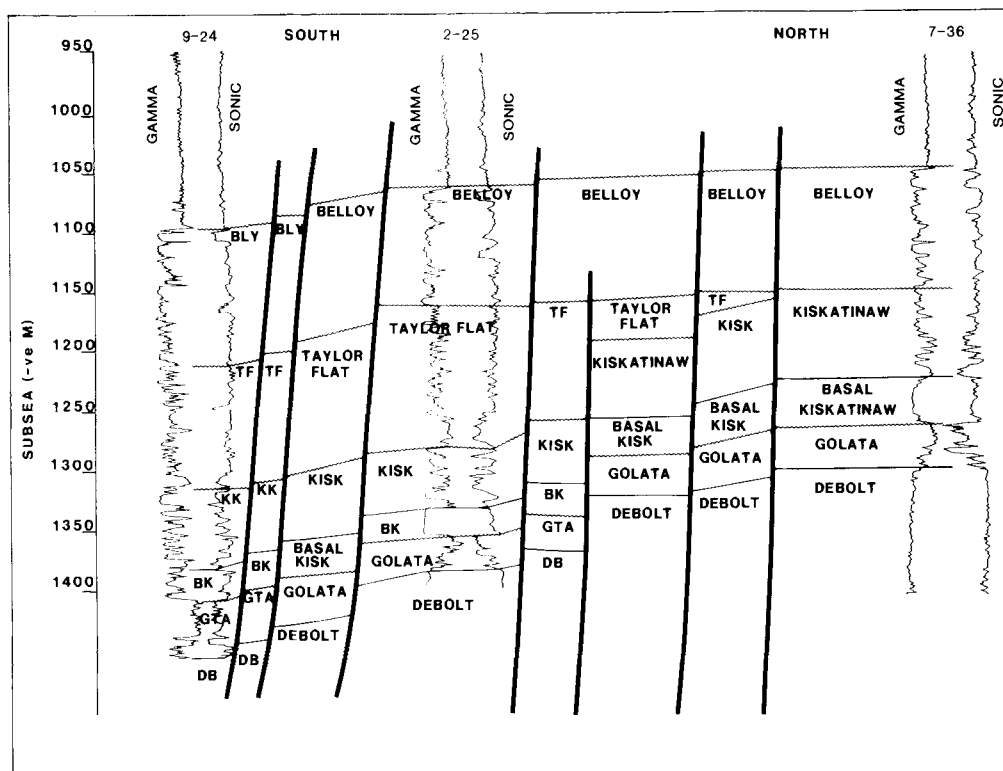 9-24 SOUTH 2-25 NORTH 7-36
950
1000
1050
1100
1150
1200
1250
1300
1350
1400
SUBSEA (-ve M)
GAMMA
SONIC
GAMMA
SONIC
GAMMA
SONIC
BLY
BLY
BELLOY
BELLOY
BELLOY
BELLOY
BELLOY
TF
TF
TAYLOR
FLAT
TAYLOR FLAT
TF
TAYLOR
FLAT
KISKATINAW
TF
KISK
KISKATINAW
KK
KK
KISK
KISK
KISK
BASAL
KISK
BASAL
KISK
BASAL
KISKATINAW
BK
BK
BASAL
KISK
BK
BK
GOLATA
GOLATA
GOLATA
GTA
GTA
GOLATA
GOLATA
GTA
DEBOLT
DEBOLT
DEBOLT
DB
DB
DEBOLT
DEBOLT
DB